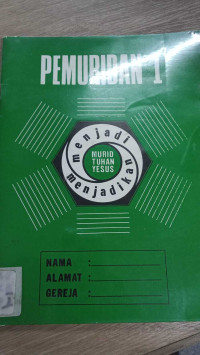 PEMURIDAN 1
menjadi
MURID
TUHAN
YESUS
menjadikan
NAMA :
ALAMAT :
GEREJA :